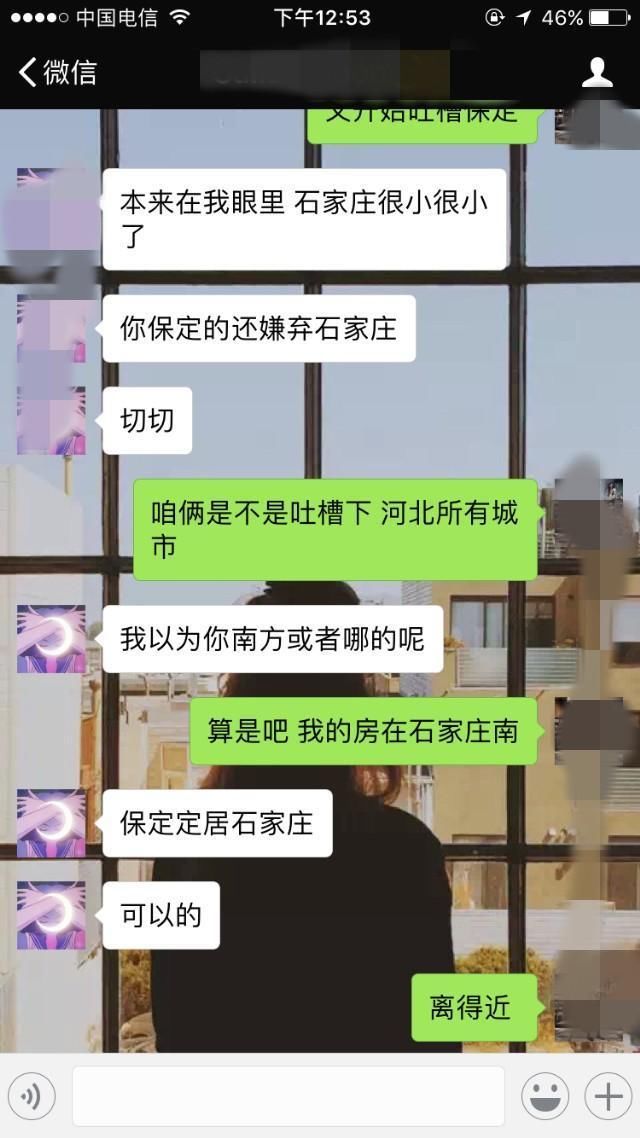 中国电信
下午12:53
46%
微信
又开始吐槽保定
本来在我眼里 石家庄很小很小
了
你保定的还嫌弃石家庄
切切
咱俩是不是吐槽下 河北所有城
市
我以为你南方或者哪的呢
算是吧 我的房在石家庄南
保定定居石家庄
可以的
离得近